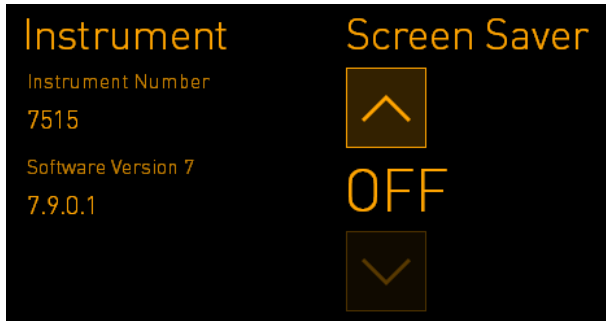 Instrument
Instrument Number
7515
Software Version 7
7.9.0.1
Screen Saver
OFF